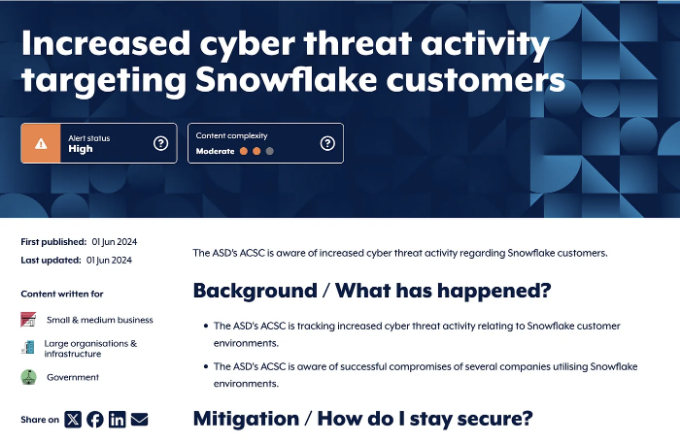 Increased cyber threat activity
targeting Snowflake customers
Alert status
High
Content complexity
Moderate
First published: 01 Jun 2024
Last updated: 01 Jun 2024
Content written for
Small & medium business
Large organisations &
infrastructure
Government
Share on
The ASD's ACSC is aware of increased cyber threat activity regarding Snowflake customers.
Background / What has happened?
• The ASD's ACSC is tracking increased cyber threat activity relating to Snowflake customer
environments.
• The ASD's ACSC is aware of successful compromises of several companies utilising Snowflake
environments.
Mitigation / How do I stay secure?